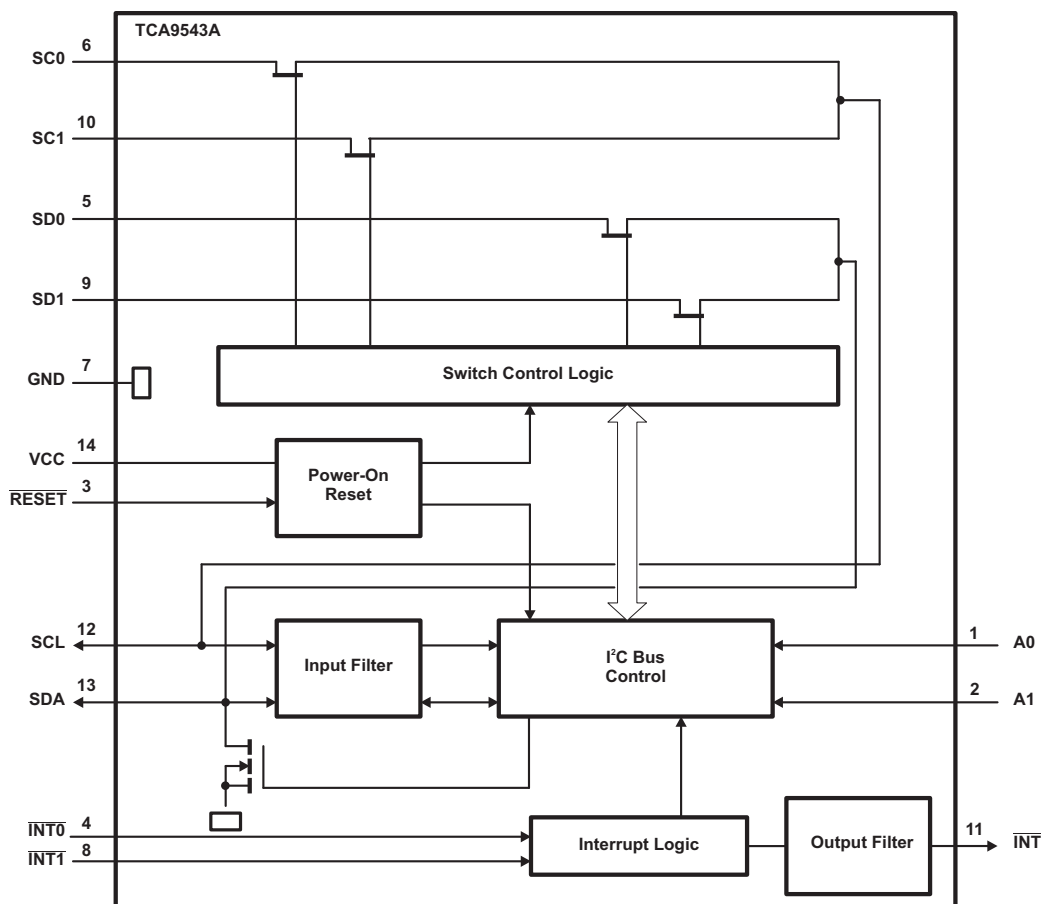 TCA9543A
SC0 6
SC1 10
SD0 5
SD1 9
GND 7
Switch Control Logic
VCC 14
RESET 3
Power-On
Reset
SCL 12
SDA 13
Input Filter
I²C Bus
Control
1 A0
2 A1
INT0 4
INT1 8
Interrupt Logic
Output Filter
11 INT